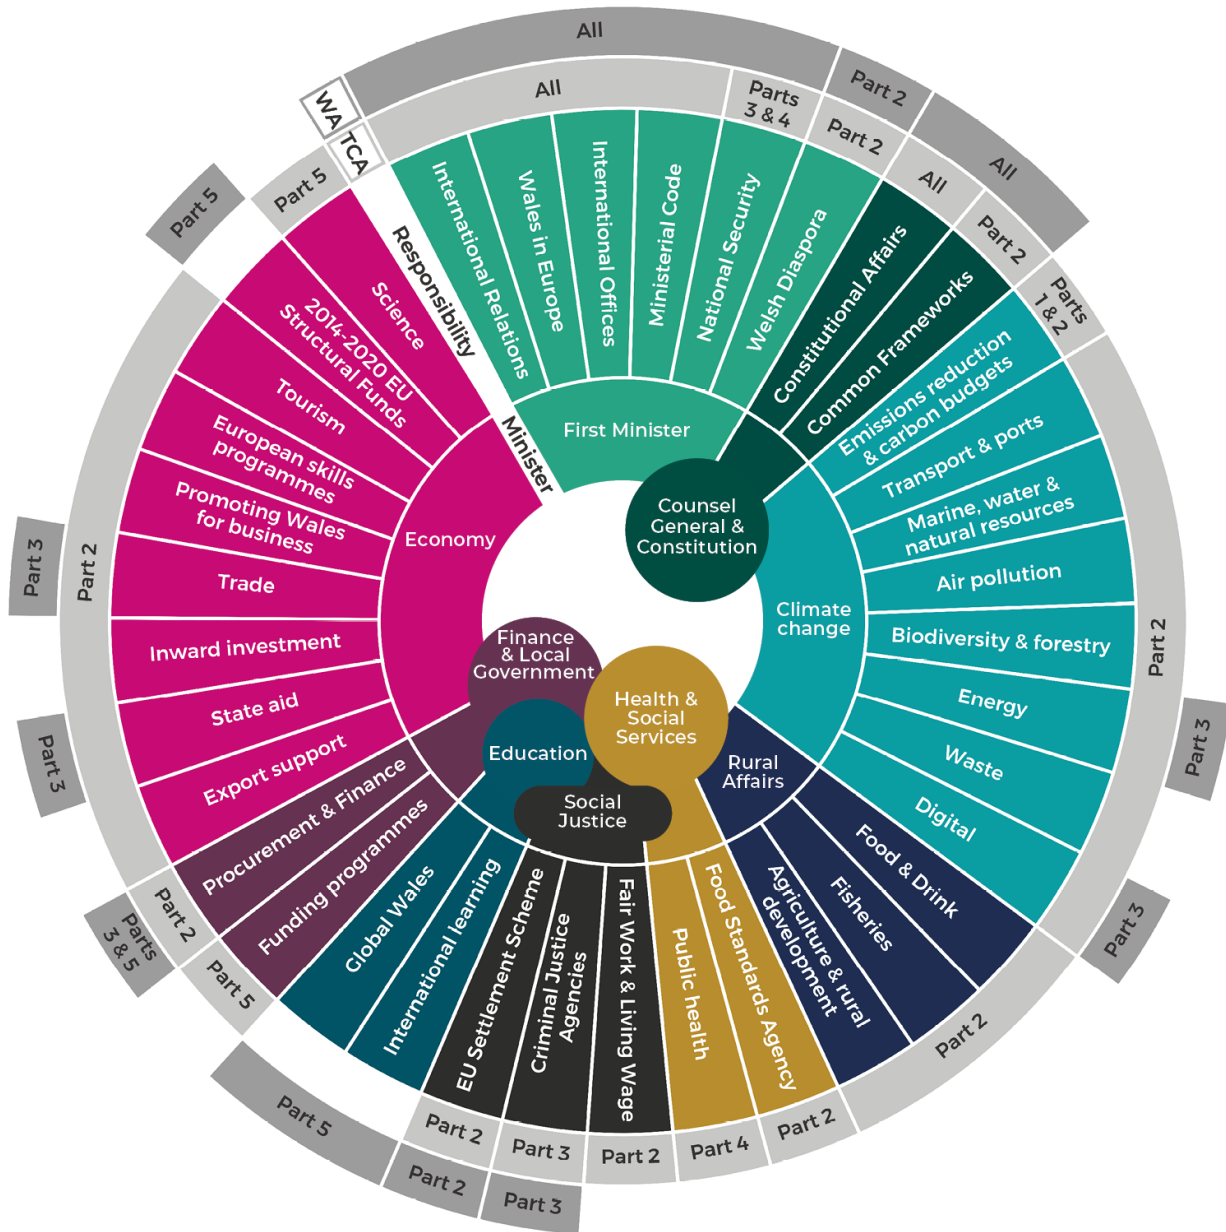 All
Part 2
All
WA
TCA
All
Parts
3 & 4
Part 2
All
Part 2
Parts
1 & 2
Part 2
Part 3
Part 3
Part 2
Part 2
Part 4
Part 2
Part 3
Part 2
Part 3
Part 2
Part 5
Part 5
Part 2
Parts
3 & 5
Part 3
Part 3
Part 2
Part 5
Part 5
Responsibility
Minister
International Relations
Wales in Europe
International Offices
Ministerial Code
National Security
Welsh Diaspora
First Minister
Constitutional Affairs
Common Frameworks
Counsel
General &
Constitution
Emissions reduction
& carbon budgets
Transport & ports
Marine, water &
natural resources
Air pollution
Biodiversity & forestry
Energy
Waste
Digital
Climate
change
Food & Drink
Fisheries
Agriculture & rural
development
Rural
Affairs
Food Standards Agency
Public health
Health &
Social
Services
Fair Work & Living Wage
Criminal Justice
Agencies
EU Settlement Scheme
Social
Justice
International learning
Global Wales
Education
Funding programmes
Procurement & Finance
Finance
& Local
Government
Export support
State aid
Inward investment
Trade
Promoting Wales
for business
European skills
programmes
Tourism
2014-2020 EU
Structural Funds
Science
Economy